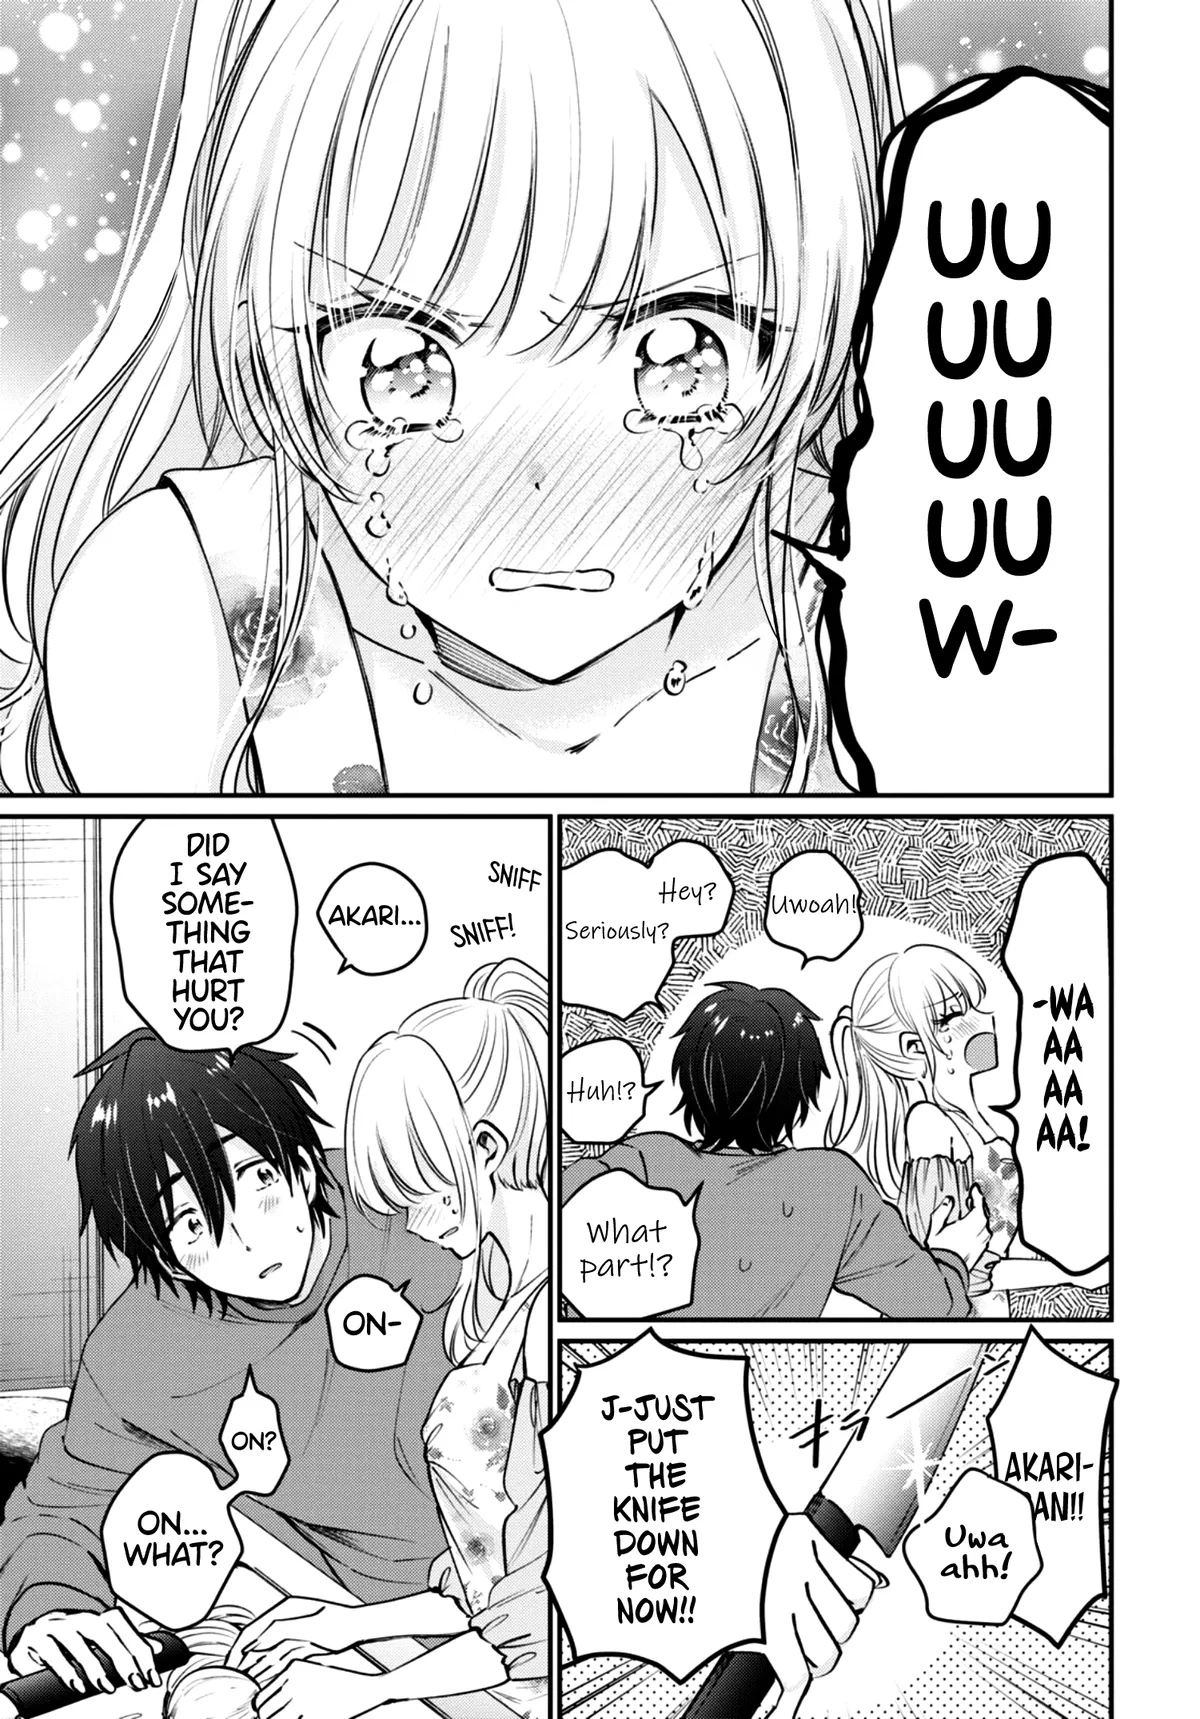 UU
UU
UU
UU
W-
-WA
AA
AA
AA!
Uwoah!
Hey?
Seriously?
Huh!?
What
part!?
AKARI-
Uwa
ahh!
キラ
J-JUST
PUT
THE
KNIFE
DOWN
FOR
NOW!!
SNIFF
SNIFF!
AKARI...
DID
I SAY
SOME-
THING
THAT
HURT
YOU?
ON-
ON?
ON...
WHAT?